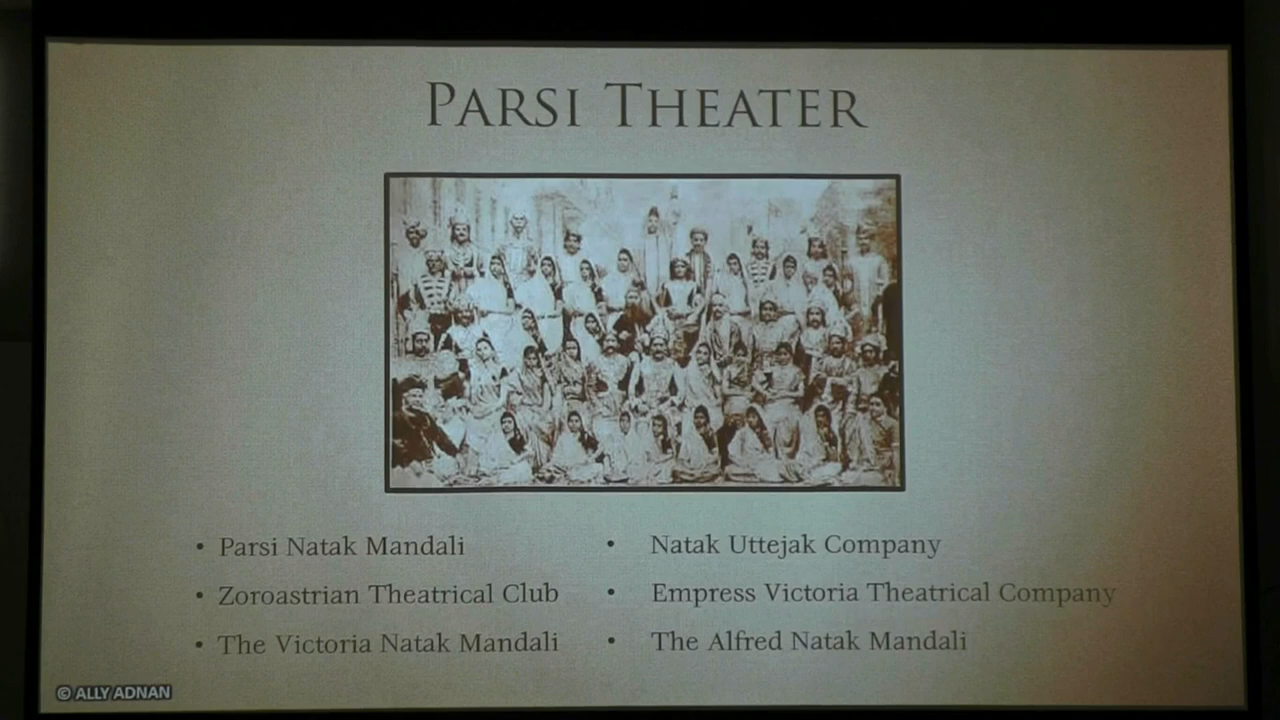 PARSI THEATER
• Parsi Natak Mandali
• Zoroastrian Theatrical Club
• The Victoria Natak Mandali
• Natak Uttejak Company
• Empress Victoria Theatrical Company
• The Alfred Natak Mandali
© ALLY ADNAN